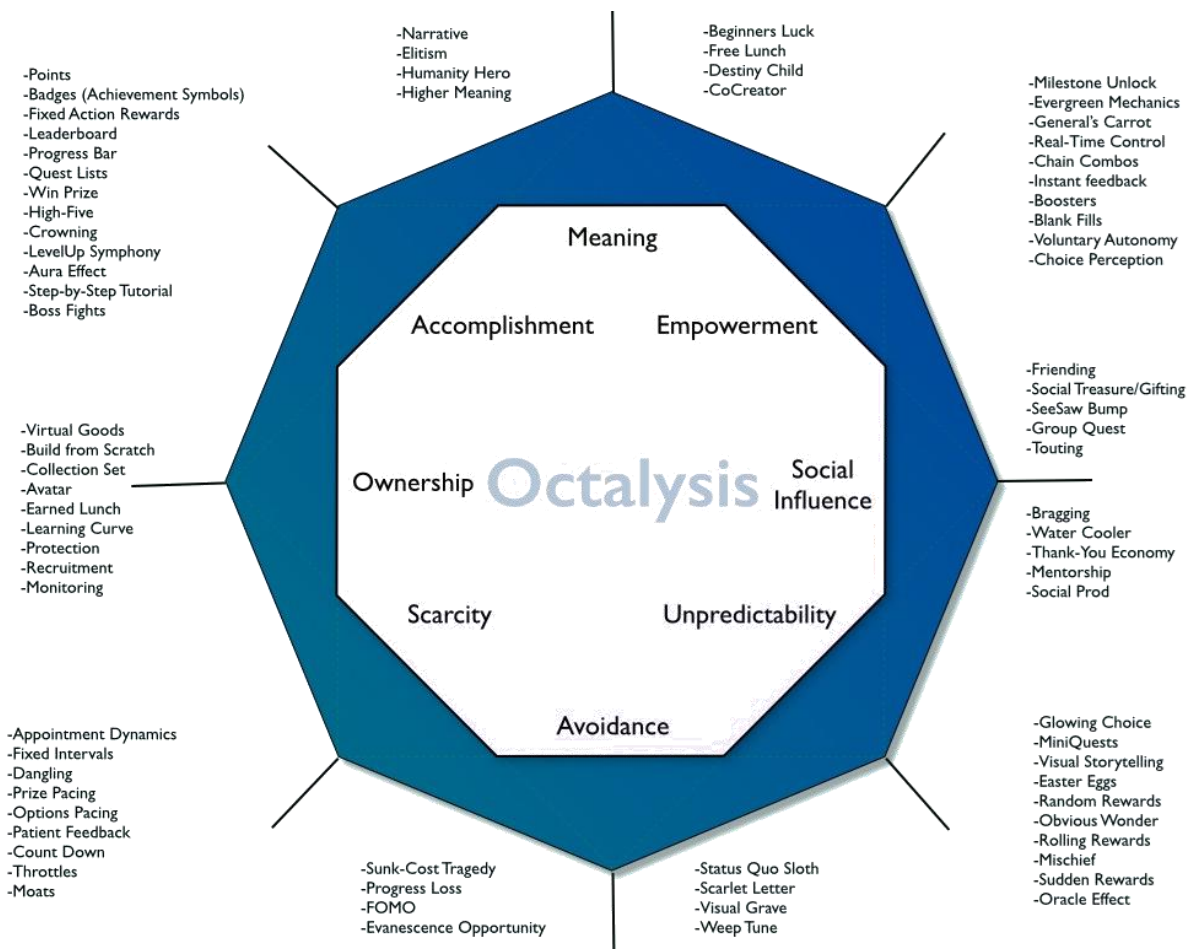 -Narrative
-Elitism
-Humanity Hero
-Higher Meaning
-Beginners Luck
-Free Lunch
-Destiny Child
-CoCreator
-Points
-Badges (Achievement Symbols)
-Fixed Action Rewards
-Leaderboard
-Progress Bar
-Quest Lists
-Win Prize
-High-Five
-Crowning
-LevelUp Symphony
-Aura Effect
-Step-by-Step Tutorial
-Boss Fights
-Milestone Unlock
-Evergreen Mechanics
-General's Carrot
-Real-Time Control
-Chain Combos
-Instant feedback
-Boosters
-Blank Fills
-Voluntary Autonomy
-Choice Perception
Meaning
Accomplishment
Empowerment
Ownership
Octalysis
Social
Influence
Scarcity
Unpredictability
Avoidance
-Virtual Goods
-Build from Scratch
-Collection Set
-Avatar
-Earned Lunch
-Learning Curve
-Protection
-Recruitment
-Monitoring
-Friending
-Social Treasure/Gifting
-SeeSaw Bump
-Group Quest
-Touting
-Bragging
-Water Cooler
-Thank-You Economy
-Mentorship
-Social Prod
-Appointment Dynamics
-Fixed Intervals
-Dangling
-Prize Pacing
-Options Pacing
-Patient Feedback
-Count Down
-Throttles
-Moats
-Sunk-Cost Tragedy
-Progress Loss
-FOMO
-Evanescence Opportunity
-Status Quo Sloth
-Scarlet Letter
-Visual Grave
-Weep Tune
-Glowing Choice
-MiniQuests
-Visual Storytelling
-Easter Eggs
-Random Rewards
-Obvious Wonder
-Rolling Rewards
-Mischief
-Sudden Rewards
-Oracle Effect